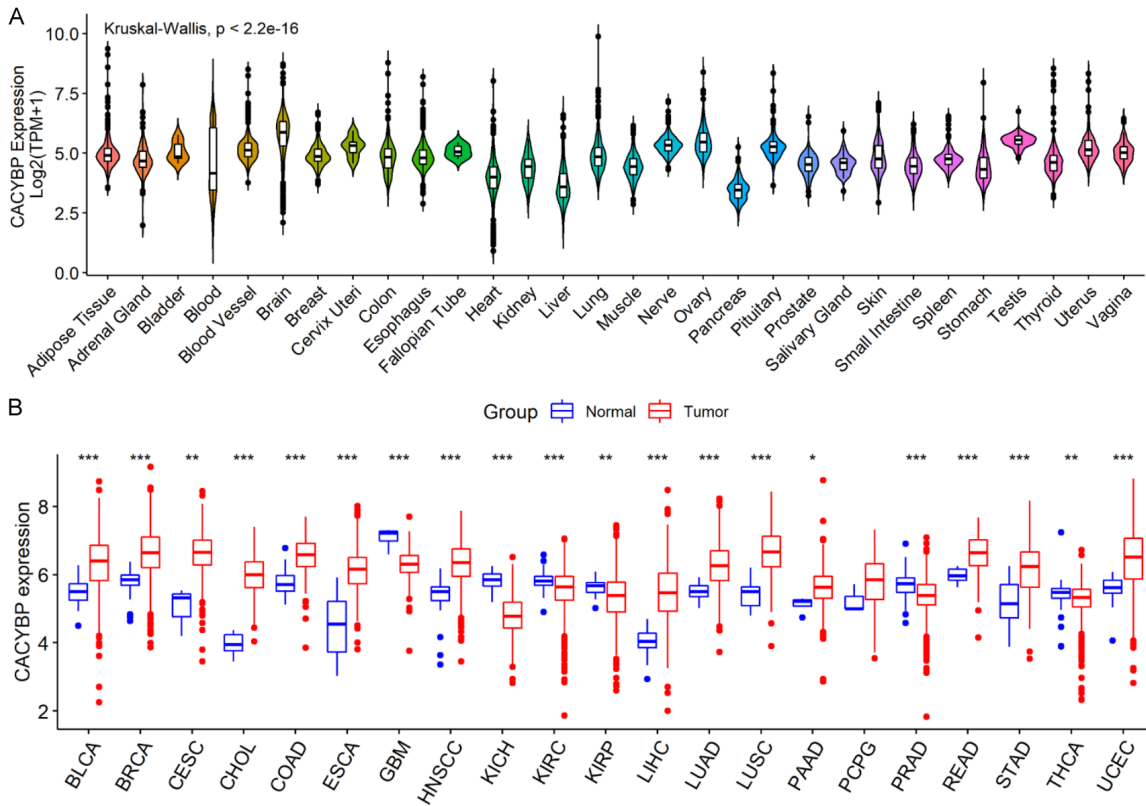 A
Kruskal-Wallis, p < 2.2e-16
CACYBP Expression
Log2(TPM+1)
10.0
7.5
5.0
2.5
0.0
Adipose Tissue
Adrenal Gland
Bladder
Blood
Blood Vessel
Brain
Breast
Cervix Uteri
Colon
Esophagus
Fallopian Tube
Heart
Kidney
Liver
Lung
Muscle
Nerve
Ovary
Pancreas
Pituitary
Prostate
Salivary Gland
Skin
Small Intestine
Spleen
Stomach
Testis
Thyroid
Uterus
Vagina
B
Group Normal Tumor
*** *** ** *** *** *** *** *** *** *** ** *** *** *** * *** *** *** ** ***
CACYBP expression
8
6
4
2
BLCA
BRCA
CESC
CHOL
COAD
ESCA
GBM
HNSCC
KICH
KIRC
KIRP
LIHC
LUAD
LUSC
PAAD
PCPG
PRAD
READ
STAD
THCA
UCEC